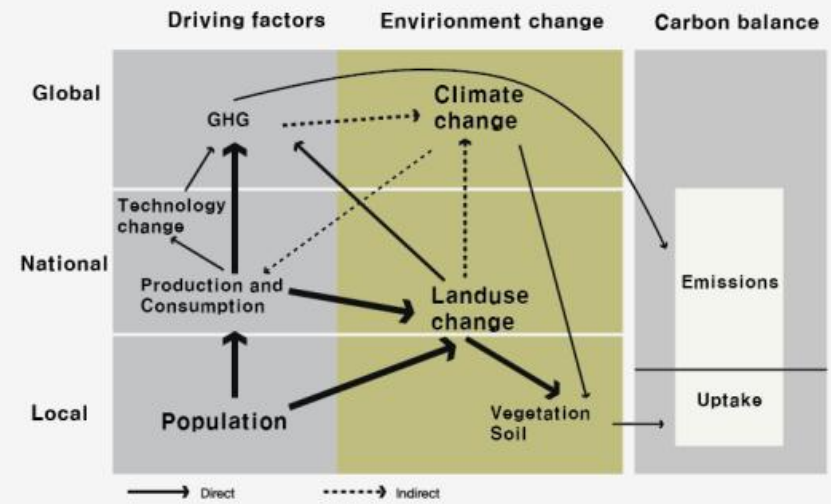 Driving factors
Envirionment change
Carbon balance
Global
GHG
Climate
change
Technology
change
National
Production and
Consumption
Landuse
change
Emissions
Local
Population
Vegetation
Soil
Uptake
Direct
Indirect